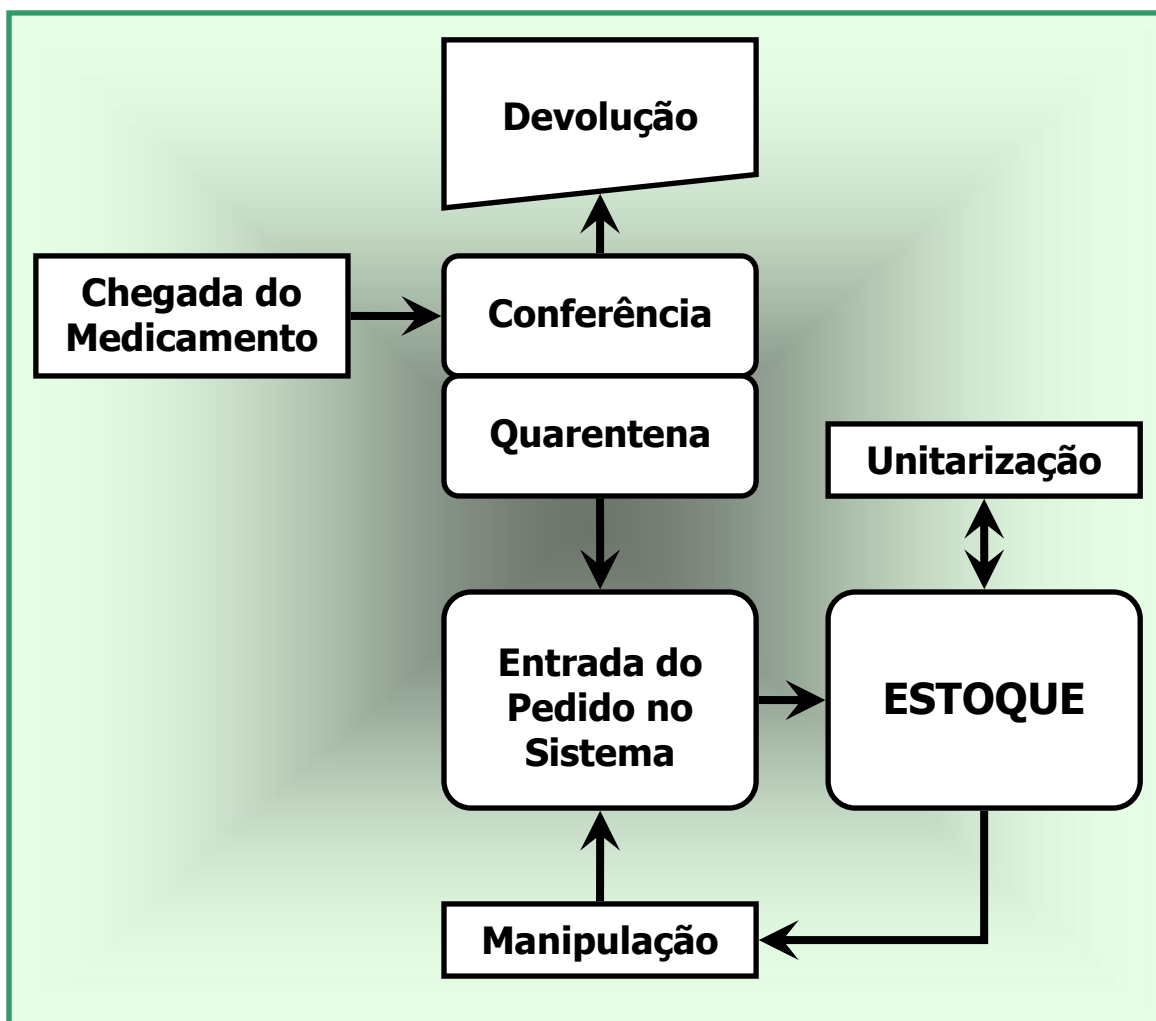 Devolução
Chegada do
Medicamento
Conferência
Quarentena
Unitarização
Entrada do
Pedido no
Sistema
ESTOQUE
Manipulação